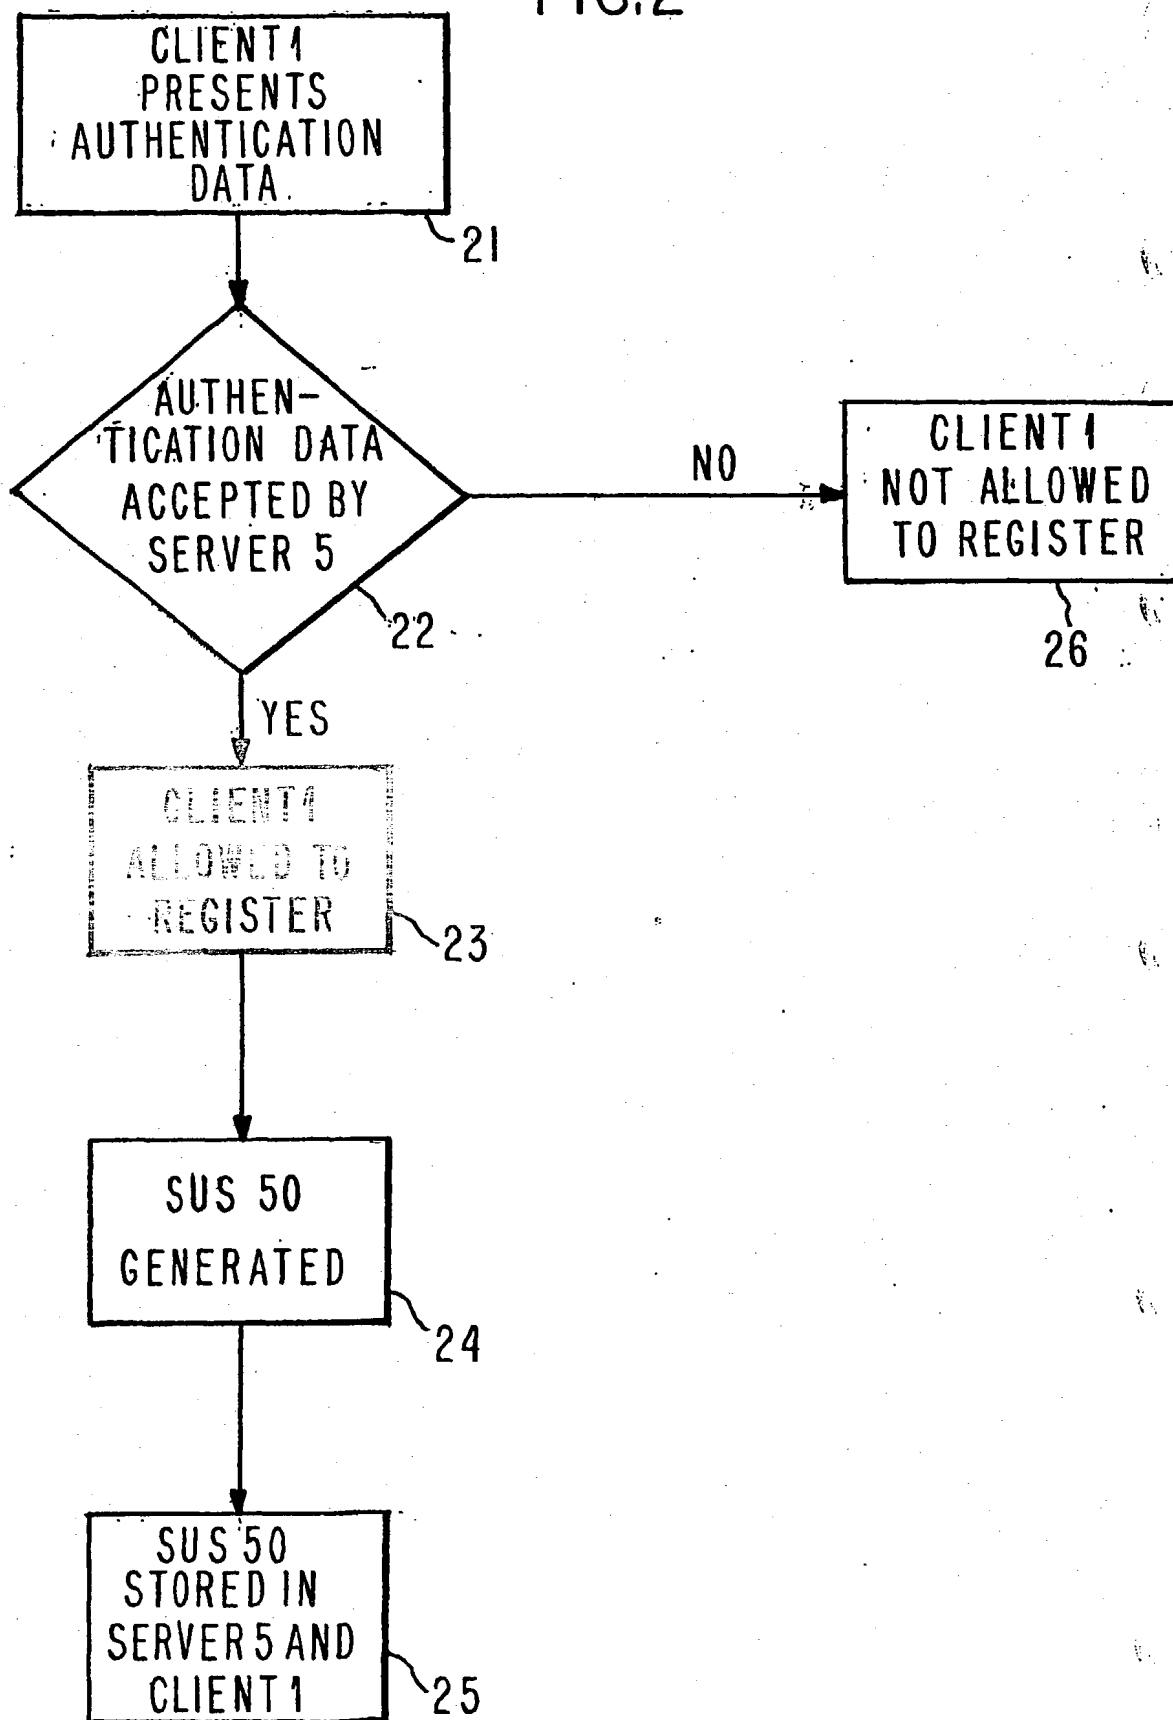 FIG.2
CLIENT 1
PRESENTS
AUTHENTICATION
DATA.
21
AUTHEN-
TICATION DATA
ACCEPTED BY
SERVER 5
22
NO
CLIENT 1
NOT ALLOWED
TO REGISTER
26
YES
CLIENT 1
ALLOWED TO
REGISTER
23
SUS 50
GENERATED
24
SUS 50
STORED IN
SERVER 5 AND
CLIENT 1
25